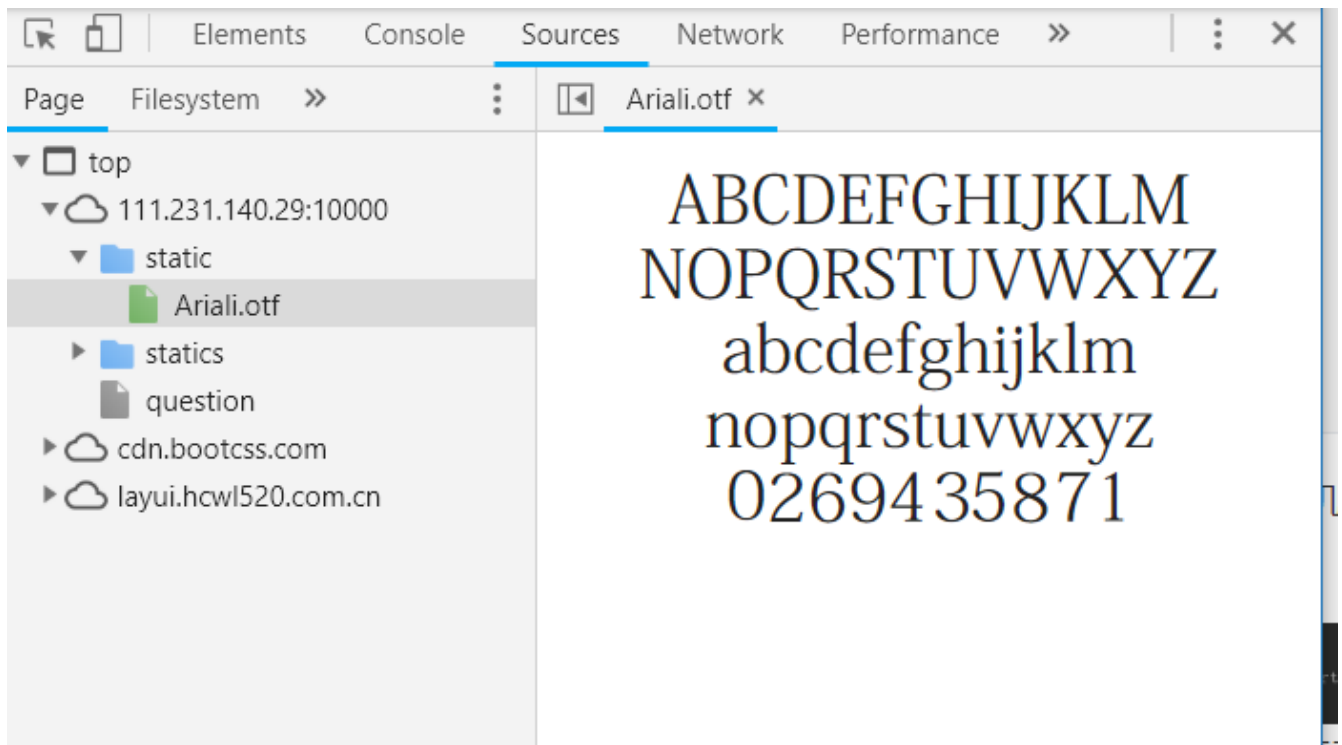 Elements Console Sources Network Performance »
Page Filesystem »
Ariali.otf ×
top
111.231.140.29:10000
static
Ariali.otf
statics
question
cdn.bootcss.com
layui.hcwl520.com.cn
ABCDEFGHIJKLM
NOPQRSTUVWXYZ
abcdefghijklm
nopqrstuvwxyz
0269435871